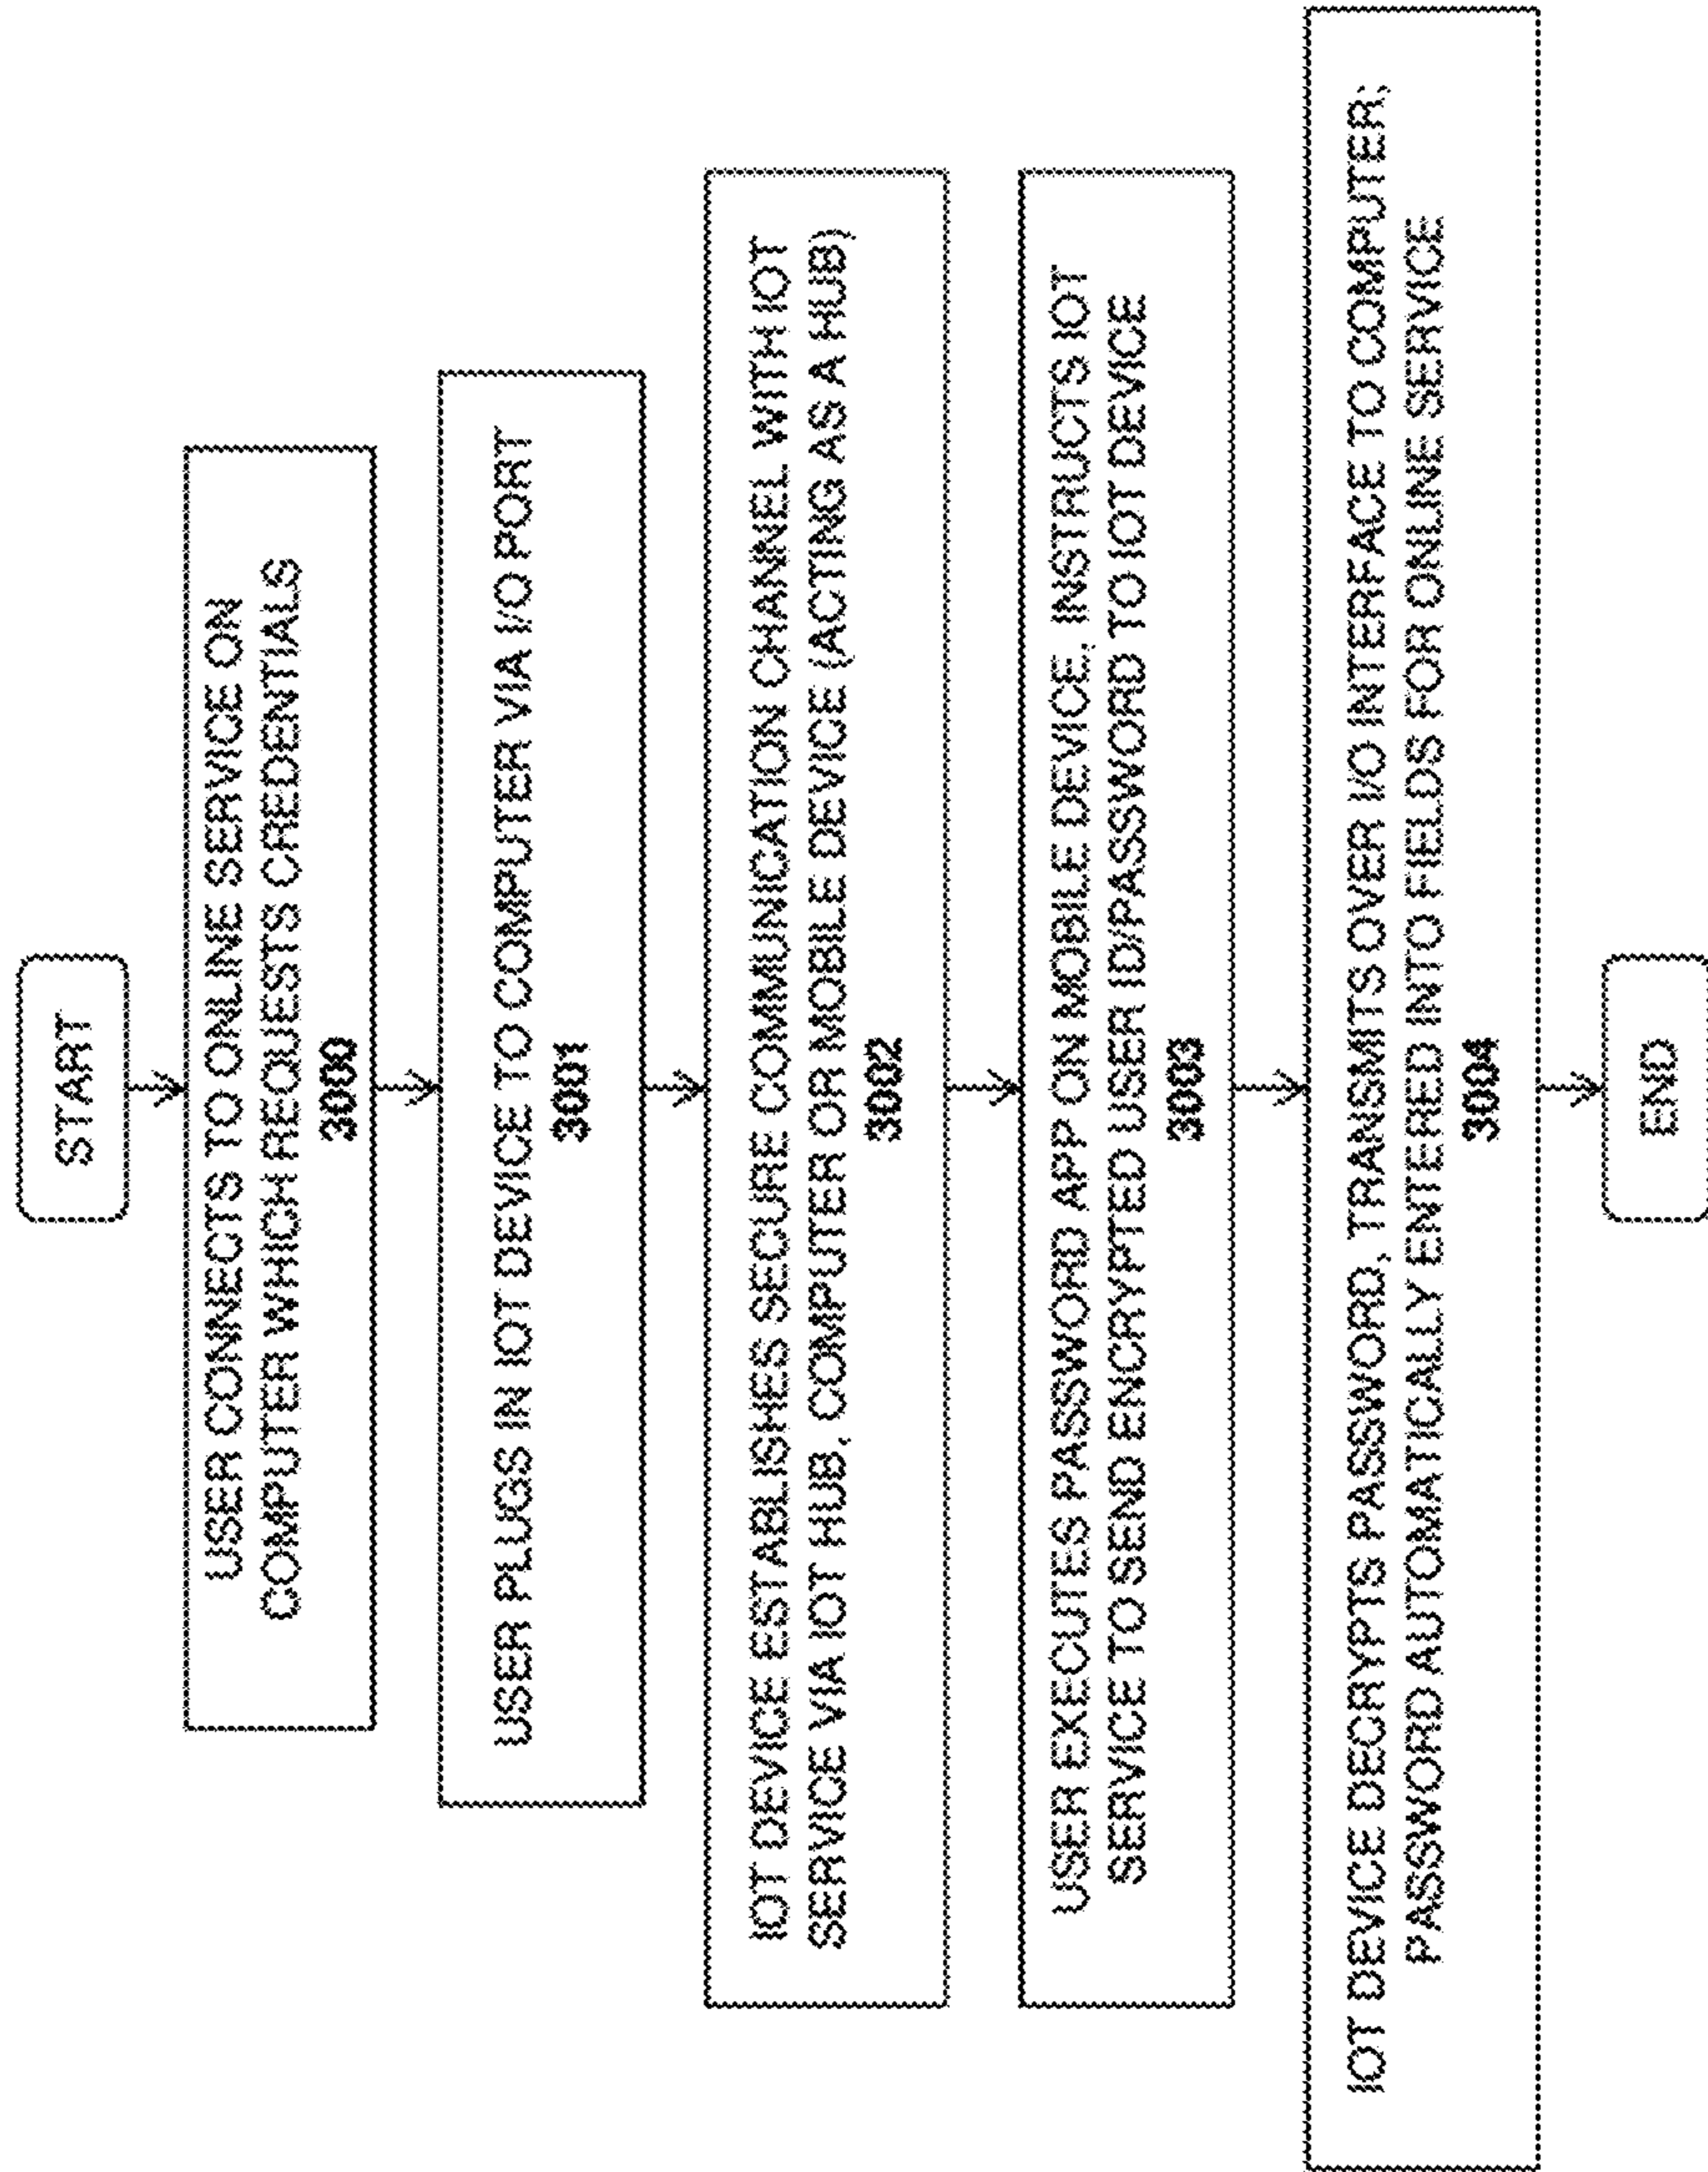 START
USER CONNECTS TO ONLINE SERVICE ON
COMPUTER WHICH REQUESTS CREDENTIALS
3000
USER PLUGS IN IOT DEVICE TO COMPUTER VIA I/O PORT
3001
IOT DEVICE ESTABLISHES SECURE COMMUNICATION CHANNEL WITH IOT
SERVICE VIA IOT HUB, COMPUTER OR MOBILE DEVICE (ACTING AS A HUB)
3002
USER EXECUTES PASSWORD APP ON MOBILE DEVICE, INSTRUCTS IOT
SERVICE TO SEND ENCRYPTED USER ID/PASSWORD TO IOT DEVICE
3003
IOT DEVICE DECRYPTS PASSWORD, TRANSMITS OVER I/O INTERFACE TO COMPUTER;
PASSWORD AUTOMATICALLY ENTERED INTO FIELDS FOR ONLINE SERVICE
3004
END